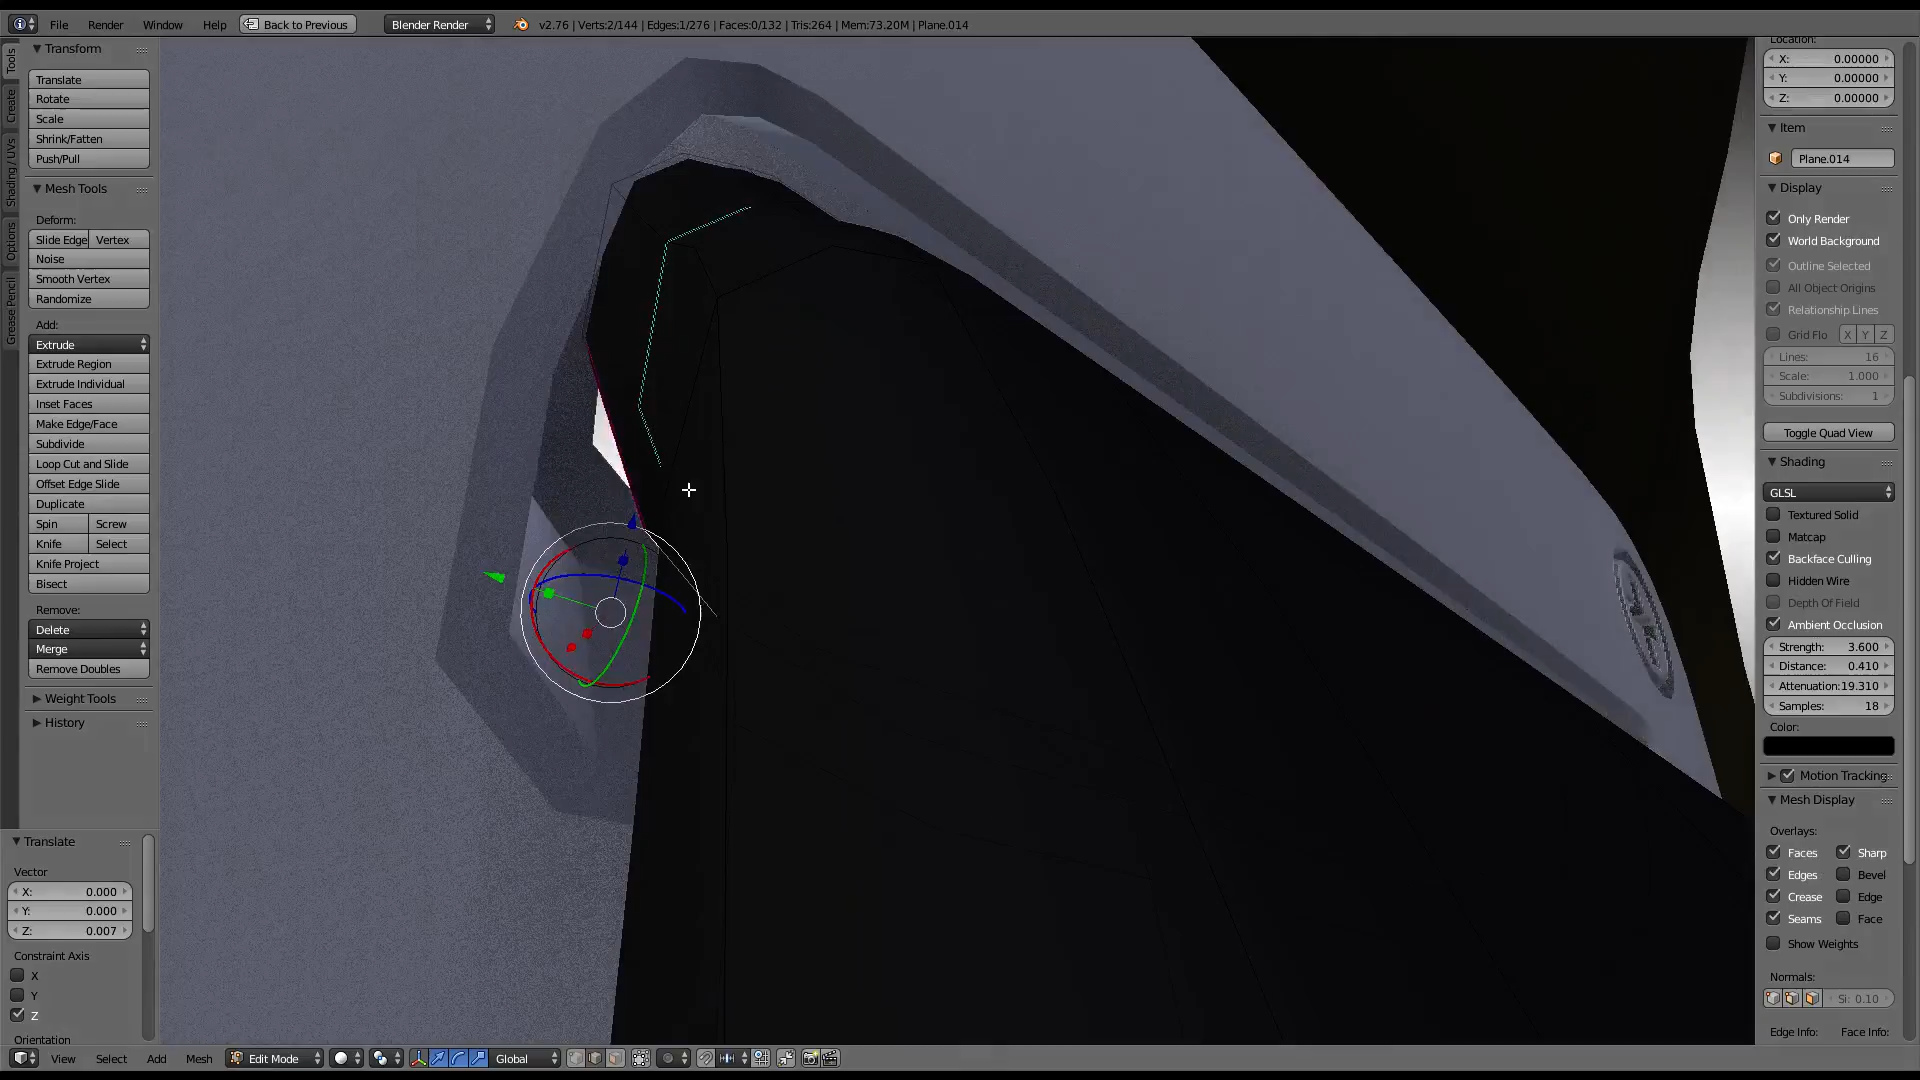 File Render Window Help Back to Previous Blender Render v2.76 | Verts:2/144 | Edges:1/276 | Faces:0/132 | Tris:264 | Mem:73.20M | Plane.014
Tools
Create
Shading / UVs
Options
Grease Pencil
Transform
Translate
Rotate
Scale
Shrink/Fatten
Push/Pull
Mesh Tools
Deform:
Slide Edge Vertex
Noise
Smooth Vertex
Randomize
Add:
Extrude
Extrude Region
Extrude Individual
Inset Faces
Make Edge/Face
Subdivide
Loop Cut and Slide
Offset Edge Slide
Duplicate
Spin Screw
Knife Select
Knife Project
Bisect
Remove:
Delete
Merge
Remove Doubles
Weight Tools
History
Translate
Vector
X: 0.000
Y: 0.000
Z: 0.007
Constraint Axis
X
Y
Z
Orientation
Location:
X: 0.00000
Y: 0.00000
Z: 0.00000
Item
Plane.014
Display
Only Render
World Background
Outline Selected
All Object Origins
Relationship Lines
Grid Flo X Y Z
Lines: 16
Scale: 1.000
Subdivisions: 1
Toggle Quad View
Shading
GLSL
Textured Solid
Matcap
Backface Culling
Hidden Wire
Depth Of Field
Ambient Occlusion
Strength: 3.600
Distance: 0.410
Attenuation:19.310
Samples: 18
Color:
Motion Tracking
Mesh Display
Overlays:
Faces Sharp
Edges Bevel
Crease Edge
Seams Face
Show Weights
Normals:
Si: 0.10
Edge Info: Face Info:
View Select Add Mesh Edit Mode Global